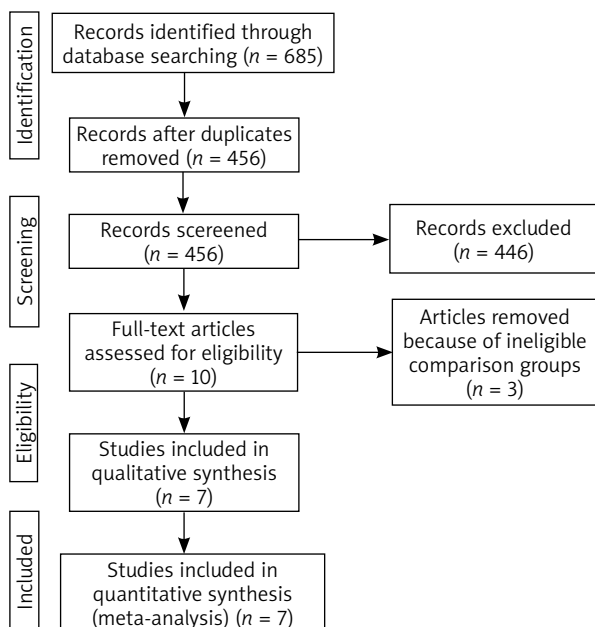 Identification
Records identified through
database searching (n = 685)
Records after duplicates
removed (n = 456)
Screening
Records scereened
(n = 456)
Records excluded
(n = 446)
Eligibility
Full-text articles
assessed for eligibility
(n = 10)
Articles removed
because of ineligible
comparison groups
(n = 3)
Studies included in
qualitative synthesis
(n = 7)
Included
Studies included in
quantitative synthesis
(meta-analysis) (n = 7)